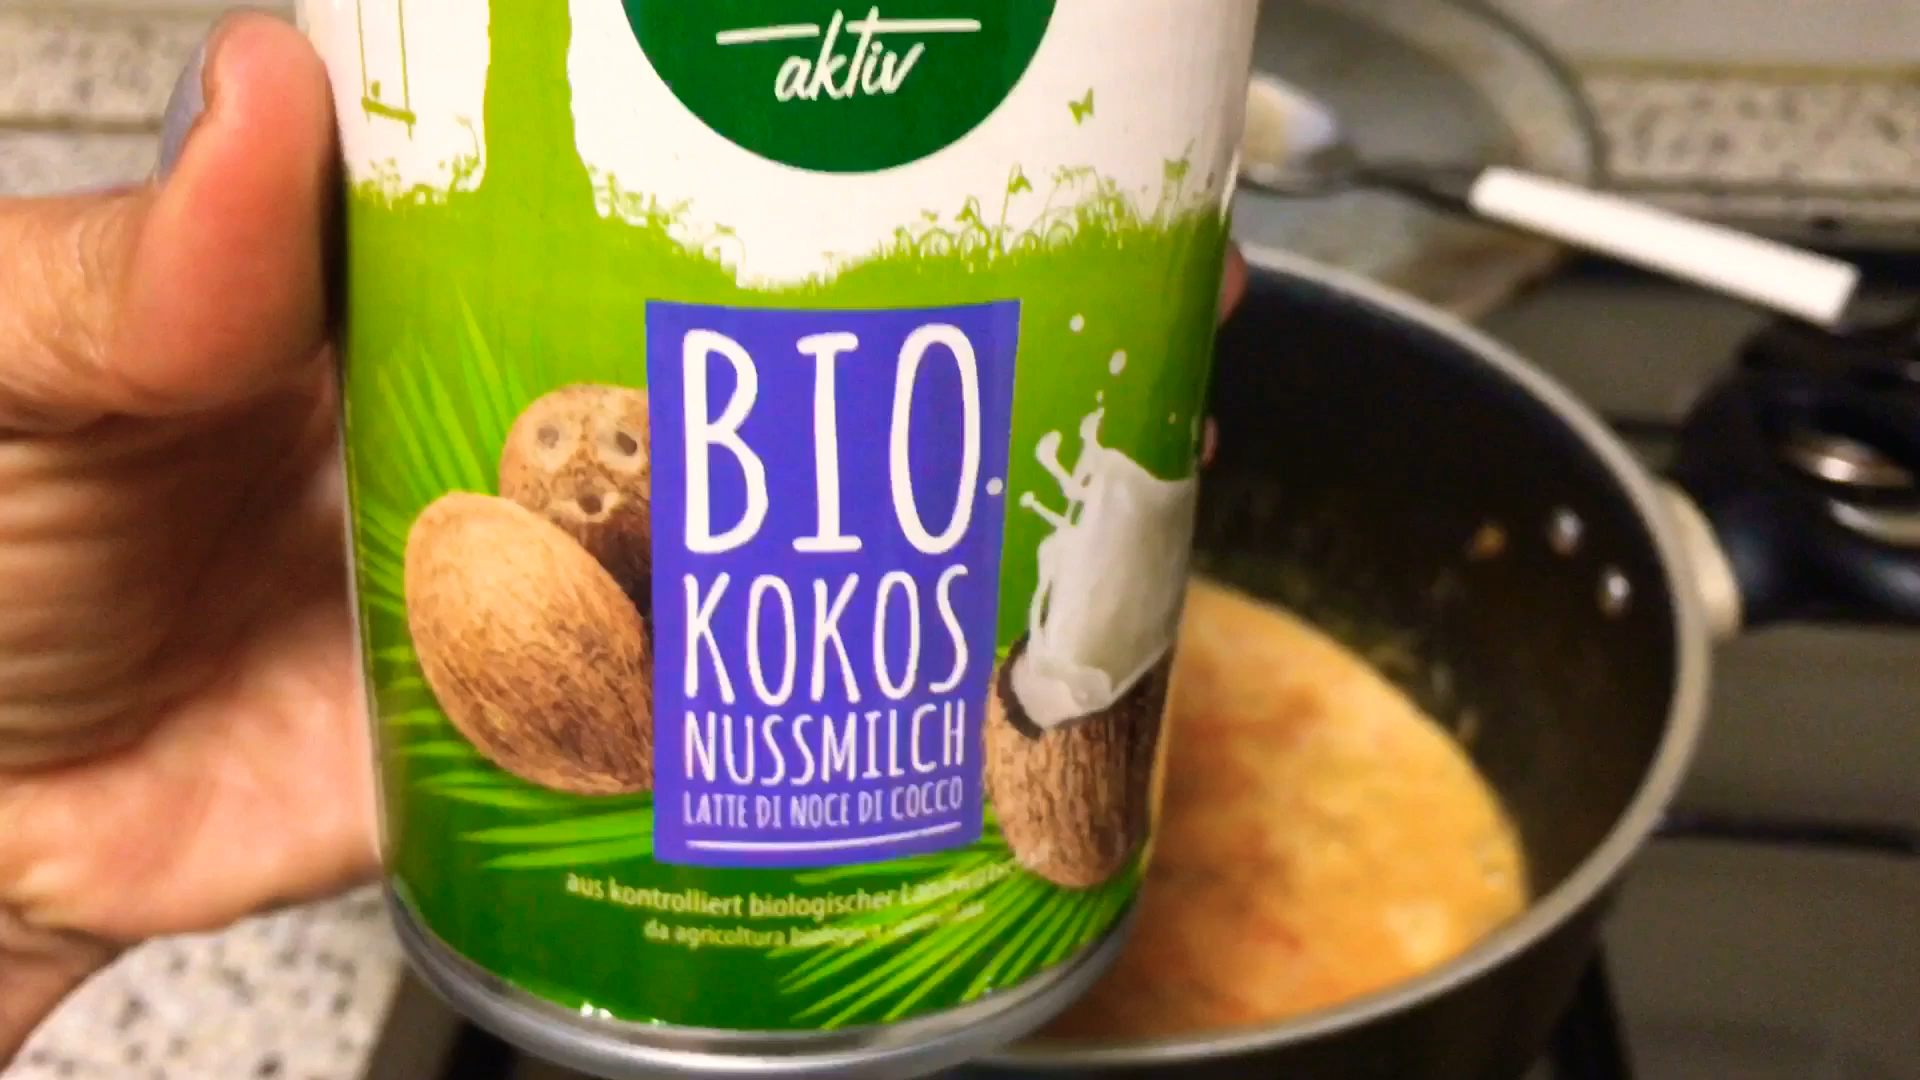 aktiv
BIO
KOKOS
NUSSMILCH
LATTE DI NOCE DI COCCO
aus kontrolliert biologischer
da agricoltura